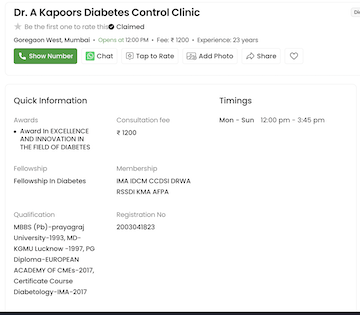 Dr. A Kapoors Diabetes Control Clinic
Be the first one to rate this Claimed
Goregaon West, Mumbai • Opens at 12:00 PM • Fee: ₹ 1200 • Experience: 23 years
Show Number Chat Tap to Rate Add Photo Share
Quick Information
Timings
Awards
Consultation fee
Mon - Sun 12:00 pm - 3:45 pm
• Award In EXCELLENCE
AND INNOVATION IN
THE FIELD OF DIABETES
₹ 1200
Fellowship
Membership
Fellowship In Diabetes
IMA IDCM CCDSI DRWA
RSSDI KMA AFPA
Qualification
Registration No
MBBS (Pb)-prayagraj
University-1993, MD-
KGMU Lucknow -1997, PG
Diploma-EUROPEAN
ACADEMY OF CMEs-2017,
Certificate Course
Diabetology-IMA-2017
2003041823